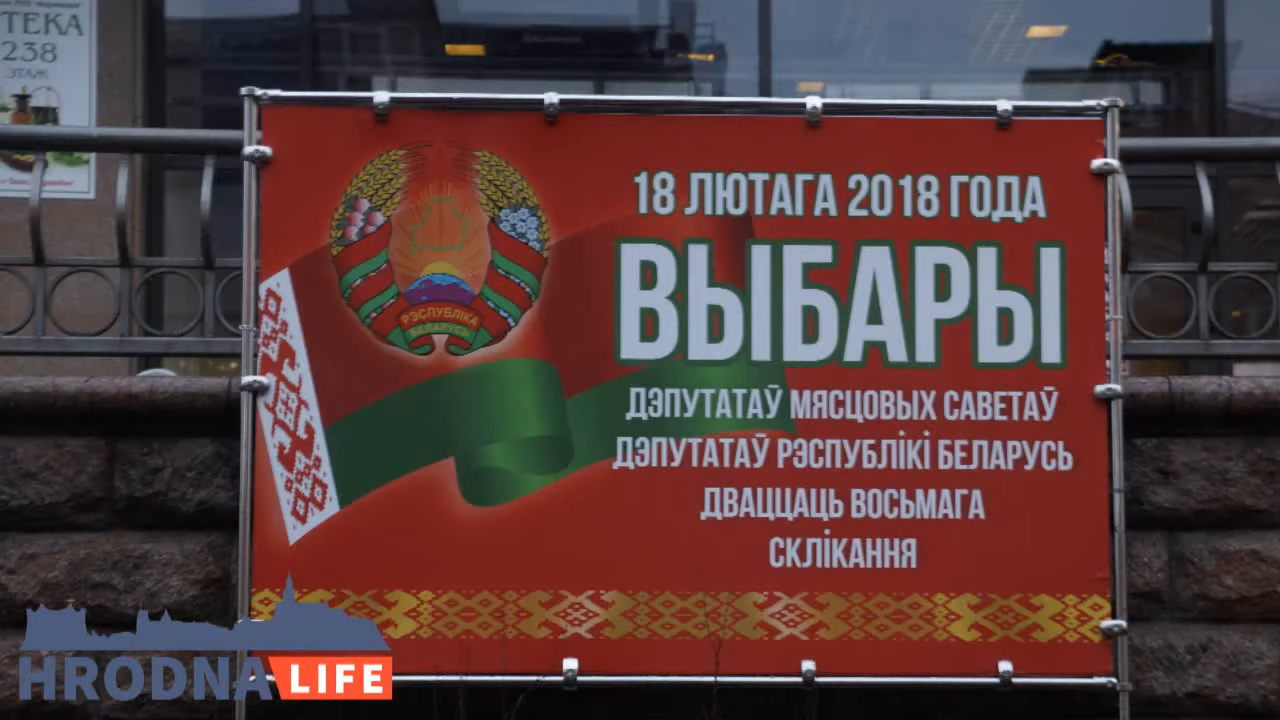 ТЕКА
238
ЭТАЖ
18 ЛЮТАГА 2018 ГОДА
ВЫБАРЫ
ДЭПУТАТАЎ МЯСЦОВЫХ САВЕТАЎ
ДЭПУТАТАЎ РЭСПУБЛІКІ БЕЛАРУСЬ
ДВАЦЦАЦЬ ВОСЬМАГА
СКЛІКАННЯ
РЭСПУБЛІКА
БЕЛАРУСЬ
HRODNA LIFE